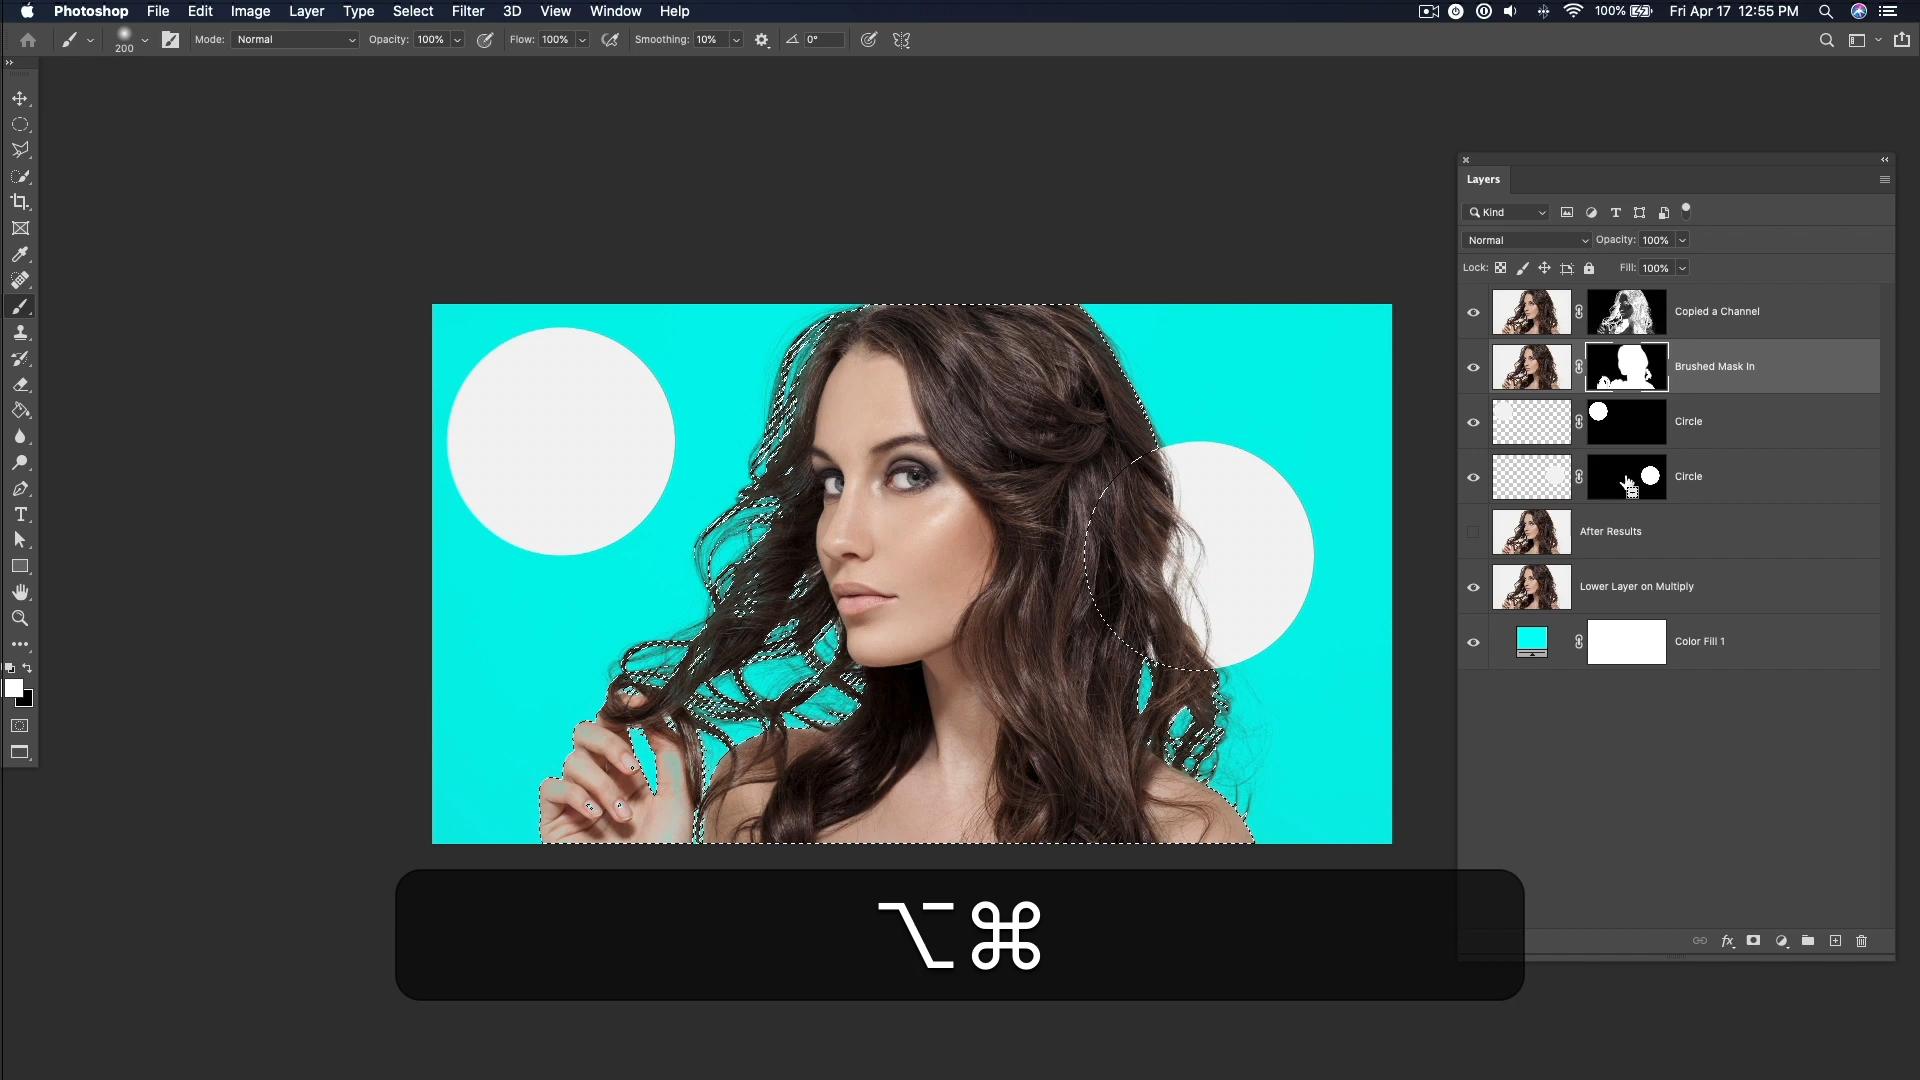 Photoshop File Edit Image Layer Type Select Filter 3D View Window Help 100% Fri Apr 17 12:55 PM
200 Mode: Normal Opacity: 100% Flow: 100% Smoothing: 10% 0°
Layers
Kind
Normal Opacity: 100%
Lock: Fill: 100%
Copied a Channel
Brushed Mask In
Circle
Circle
After Results
Lower Layer on Multiply
Color Fill 1
fx
⌥⌘